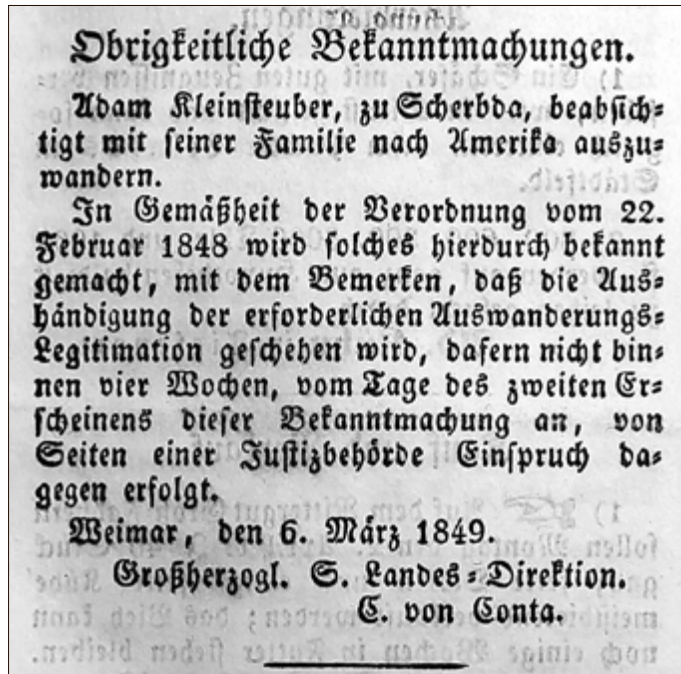 Obrigkeitliche Bekanntmachungen.
Adam Kleinsteuber, zu Scherbda, beabsich-
tigt mit seiner Familie nach Amerika auszu-
wandern.
In Gemäßheit der Verordnung vom 22.
Februar 1848 wird solches hierdurch bekannt
gemacht, mit dem Bemerken, daß die Aus-
händigung der erforderlichen Auswanderungs-
Legitimation geschehen wird, dafern nicht bin-
nen vier Wochen, vom Tage des zweiten Er-
scheinens dieser Bekanntmachung an, von
Seiten einer Justizbehörde Einspruch da-
gegen erfolgt.
Weimar, den 6. März 1849.
Großherzogl. S. Landes-Direktion.
C. von Conta.